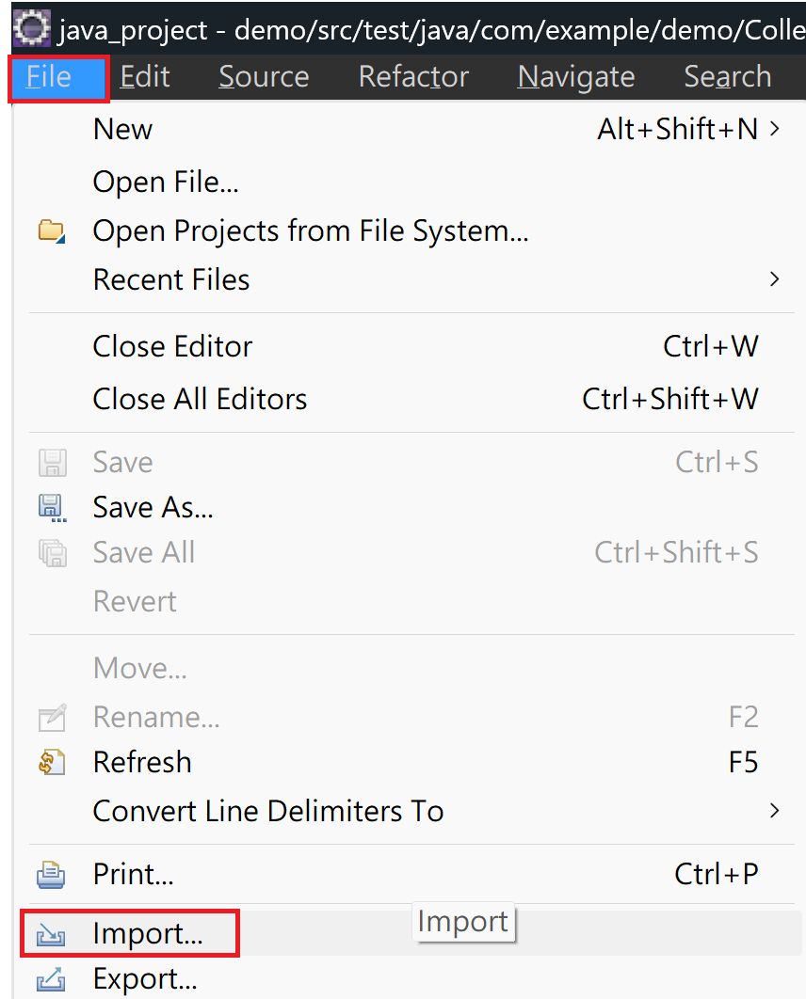 java_project - demo/src/test/java/com/example/demo/Colle
File Edit Source Refactor Navigate Search
New Alt+Shift+N >
Open File...
Open Projects from File System...
Recent Files >
Close Editor Ctrl+W
Close All Editors Ctrl+Shift+W
Save Ctrl+S
Save As...
Save All Ctrl+Shift+S
Revert
Move...
Rename... F2
Refresh F5
Convert Line Delimiters To >
Print... Ctrl+P
Import... Import
Export...